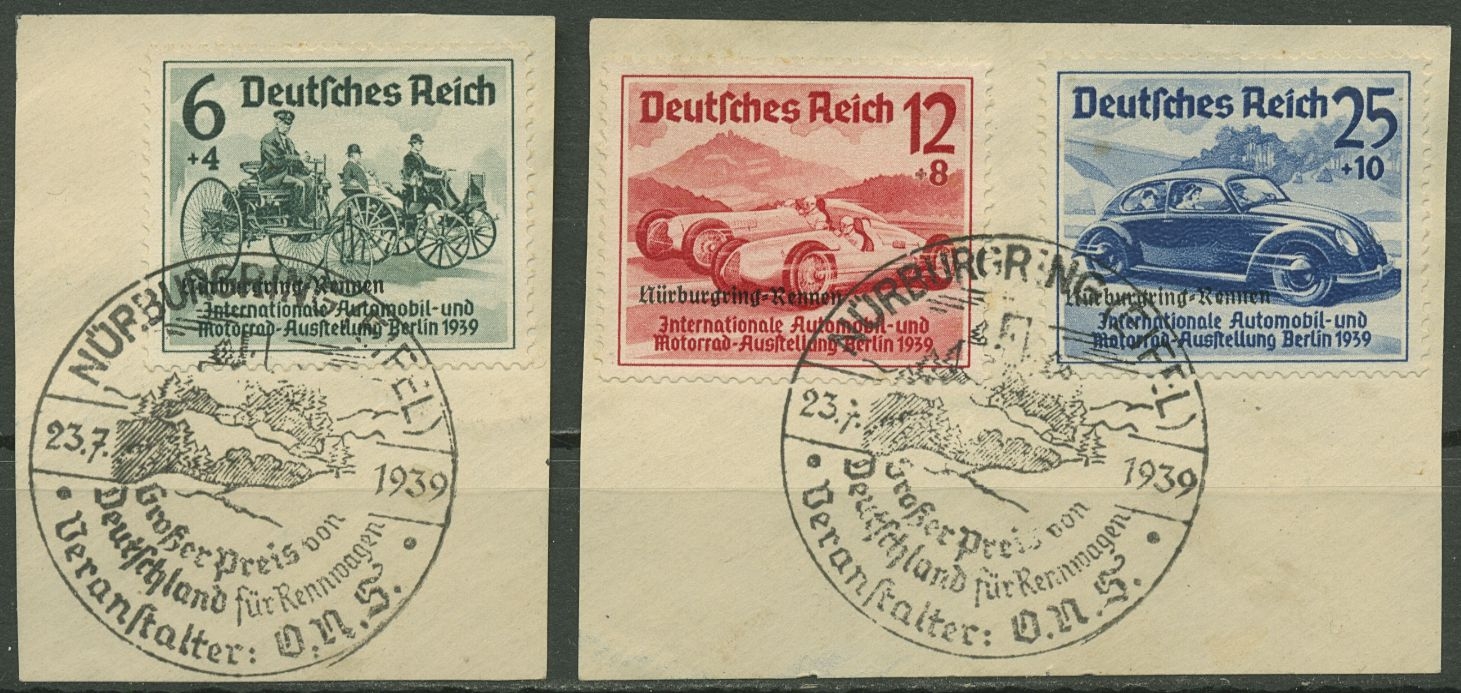 6 Deutsches Reich
+4
Nürburgring-Rennen
Internationale Automobil-und
Motorrad-Ausstellung Berlin 1939
NÜRBURGRING (EIFEL)
23.7. 1939
Großer Preis von
Deutschland für Rennwagen
Veranstalter: O.N.S.
Deutsches Reich 12
+8
Nürburgring-Rennen
Internationale Automobil-und
Motorrad-Ausstellung Berlin 1939
Deutsches Reich 25
+10
Nürburgring-Rennen
Internationale Automobil-und
Motorrad-Ausstellung Berlin 1939
NÜRBURGRING (EIFEL)
23.7. 1939
Großer Preis von
Deutschland für Rennwagen
Veranstalter: O.N.S.